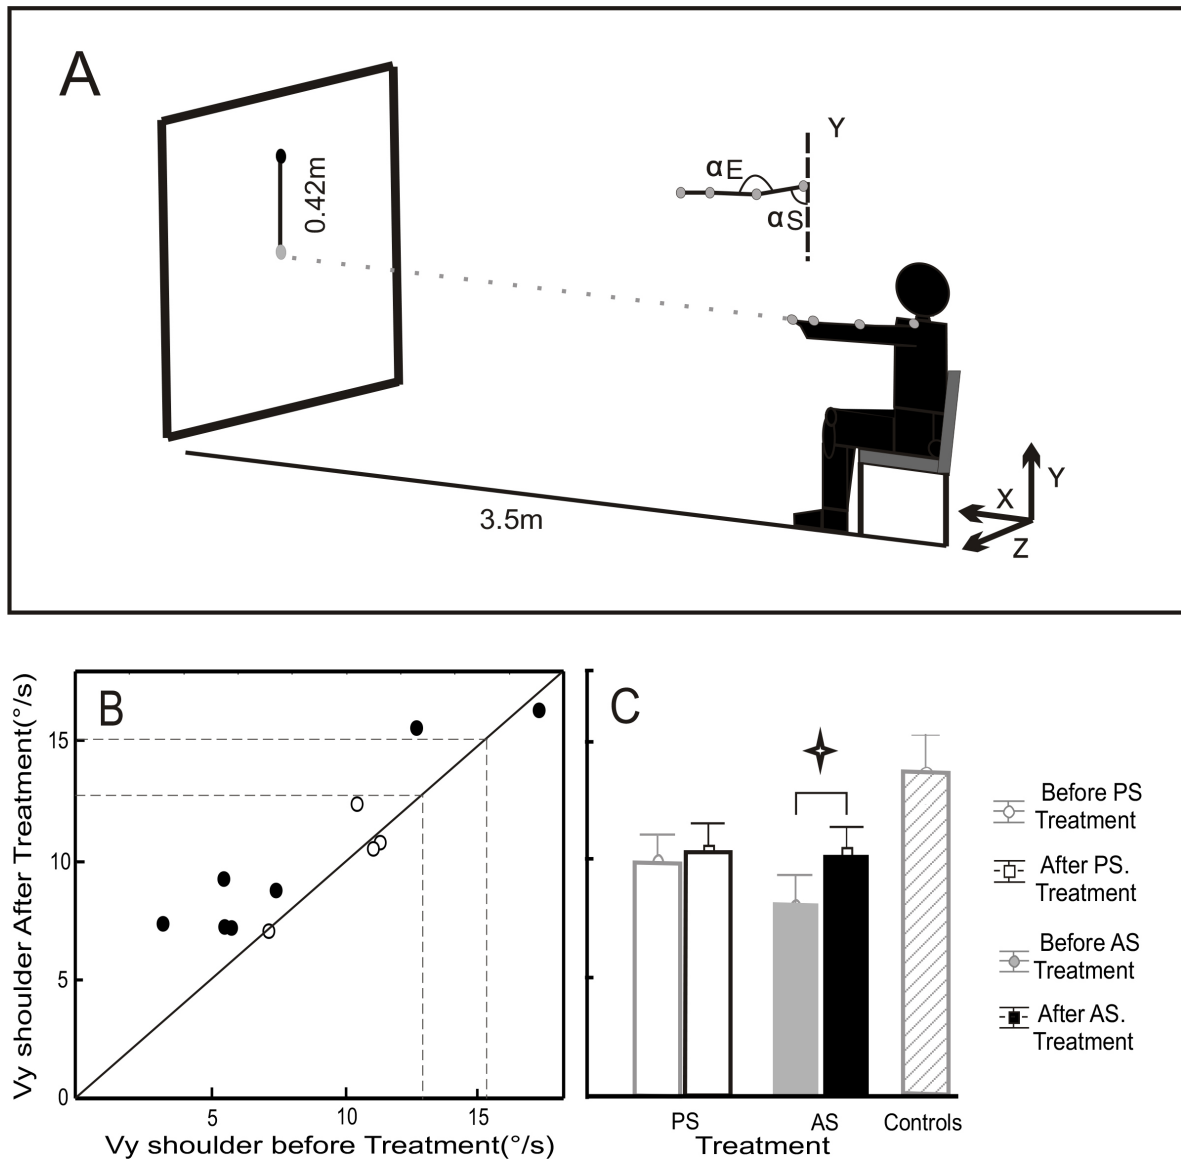 A
0.42m
Y
αE
αS
3.5m
X
Y
Z
B
Vy shoulder After Treatment(°/s)
15
10
5
0
5
10
15
Vy shoulder before Treatment(°/s)
C
PS
AS
Controls
Treatment
Before PS
Treatment
After PS.
Treatment
Before AS
Treatment
After AS.
Treatment